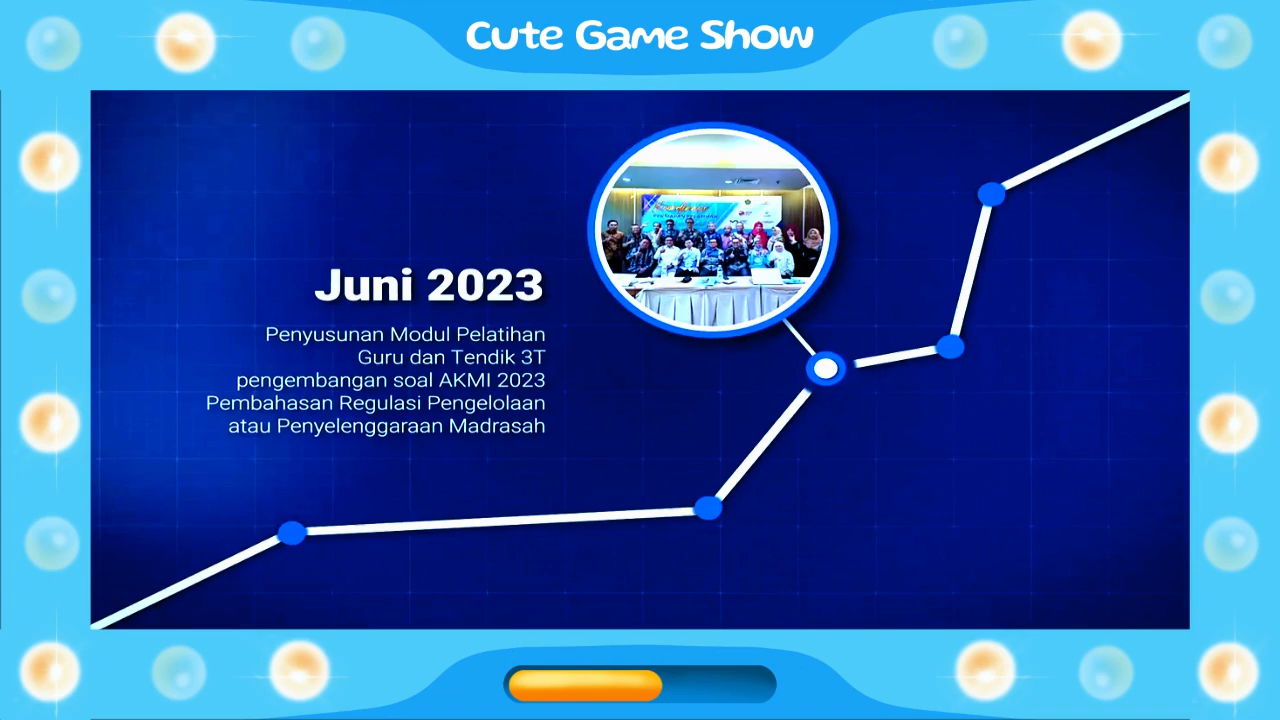 Cute Game Show
Juni 2023
Penyusunan Modul Pelatihan
Guru dan Tendik 3T
pengembangan soal AKMI 2023
Pembahasan Regulasi Pengelolaan
atau Penyelenggaraan Madrasah